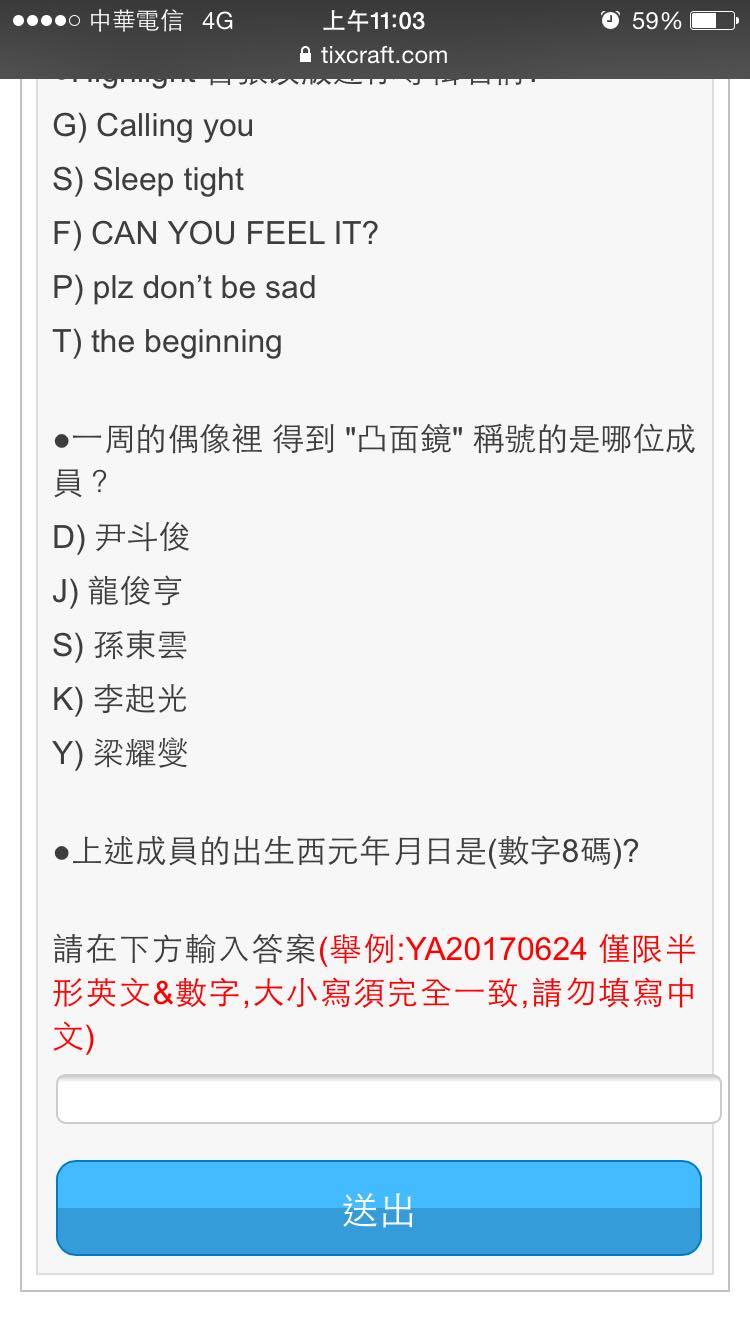 中華電信 4G 上午11:03 59%
tixcraft.com
G) Calling you
S) Sleep tight
F) CAN YOU FEEL IT?
P) plz don’t be sad
T) the beginning
●一周的偶像裡 得到 "凸面鏡" 稱號的是哪位成
員？
D) 尹斗俊
J) 龍俊亨
S) 孫東雲
K) 李起光
Y) 梁耀燮
●上述成員的出生西元年月日是(數字8碼)?
請在下方輸入答案(舉例:YA20170624 僅限半
形英文&數字,大小寫須完全一致,請勿填寫中
文)
送出